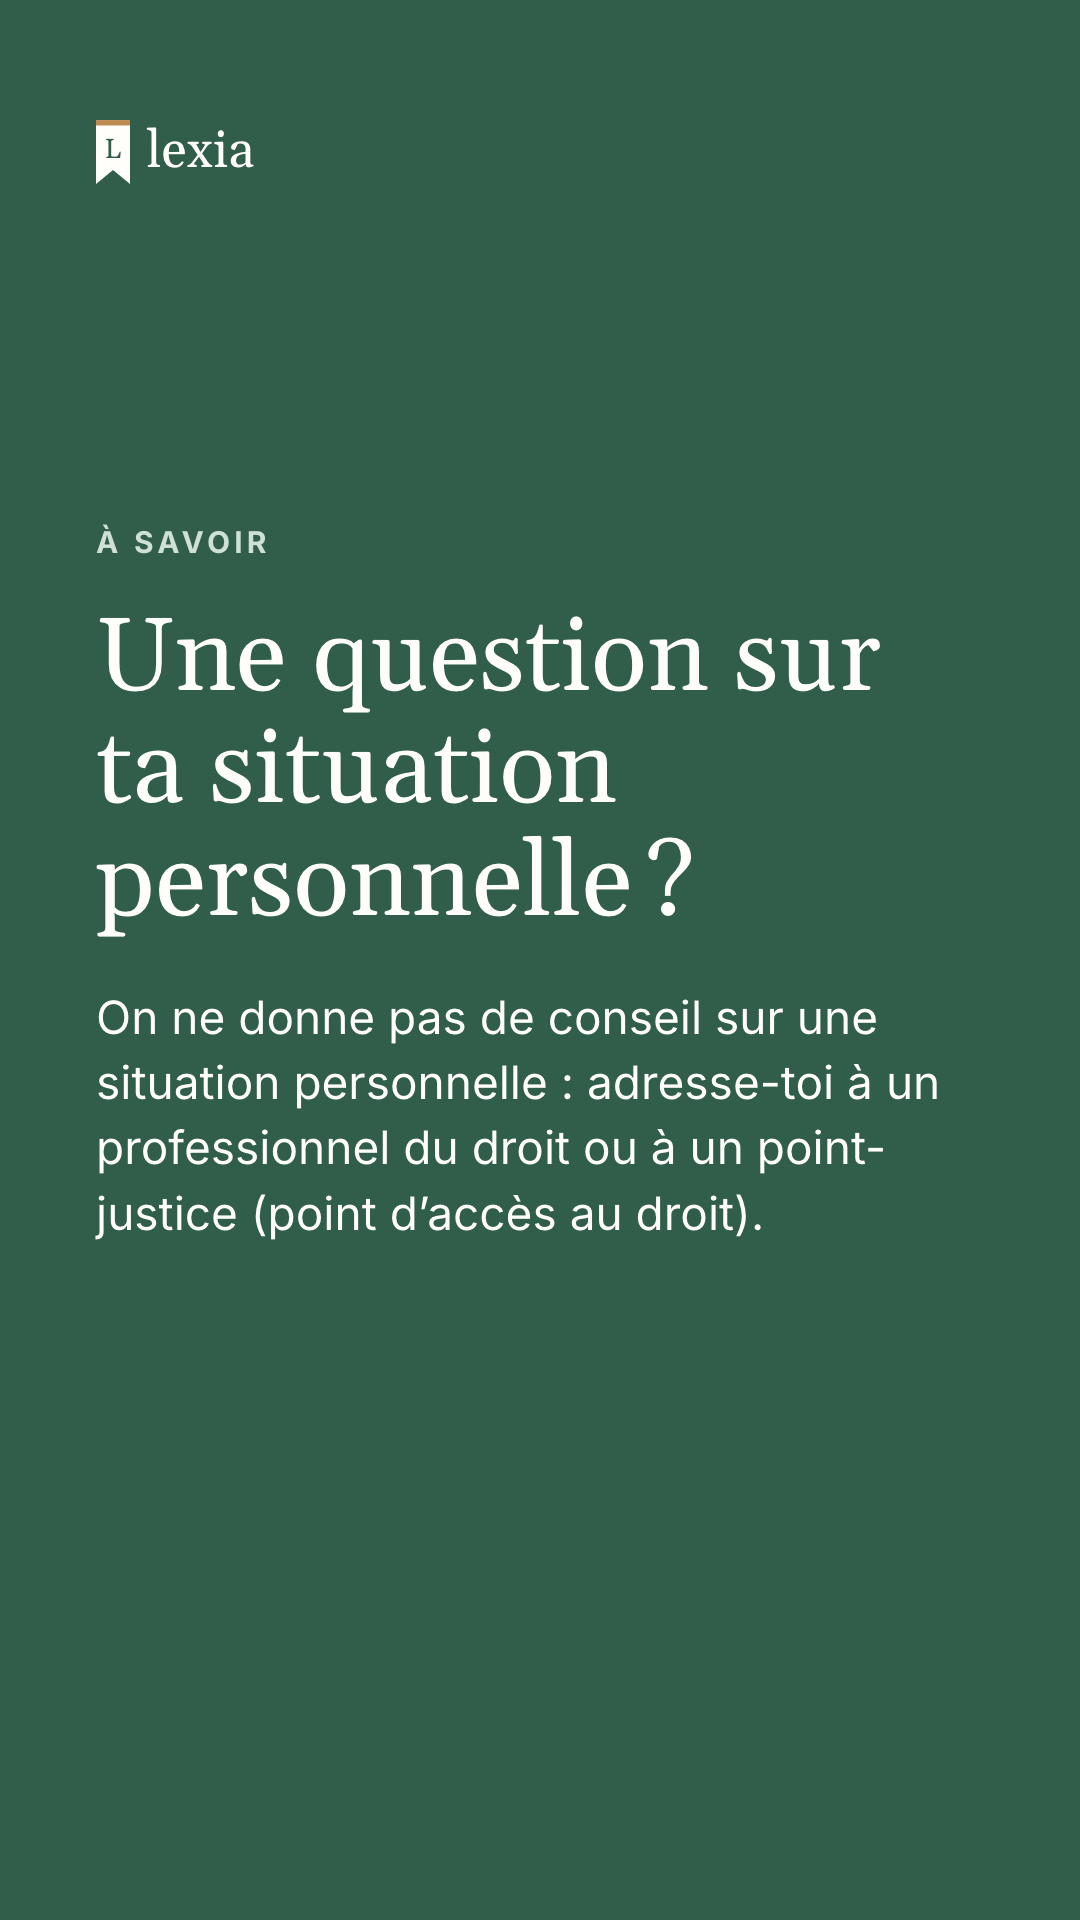 L lexia
À SAVOIR
Une question sur
ta situation
personnelle ?
On ne donne pas de conseil sur une
situation personnelle : adresse-toi à un
professionnel du droit ou à un point-
justice (point d’accès au droit).